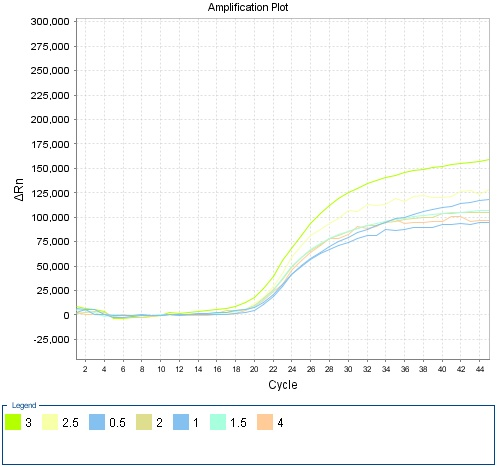 Amplification Plot
300,000
275,000
250,000
225,000
200,000
175,000
150,000
125,000
100,000
75,000
50,000
25,000
0
-25,000
ΔRn
2 4 6 8 10 12 14 16 18 20 22 24 26 28 30 32 34 36 38 40 42 44
Cycle
Legend
3 2.5 0.5 2 1 1.5 4